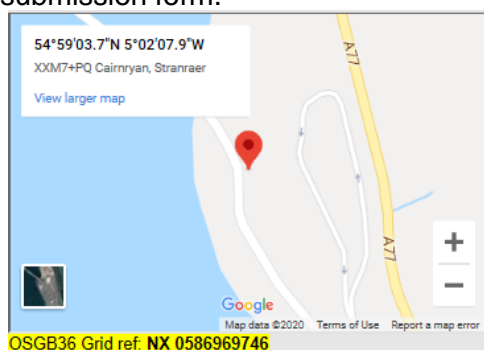 submission form.
54°59'03.7"N 5°02'07.9"W
XXM7+PQ Cairnryan, Stranraer
View larger map
A77
A77
A77
+
−
Google
Map data ©2020 Terms of Use Report a map error
OSGB36 Grid ref: NX 0586969746